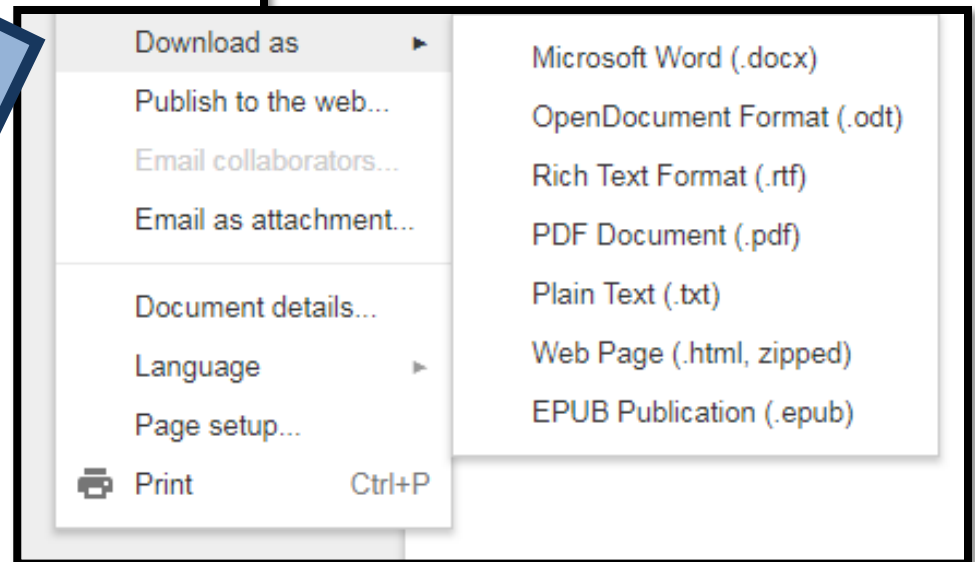 Download as
Publish to the web...
Email collaborators...
Email as attachment...
Document details...
Language
Page setup...
Print Ctrl+P
Microsoft Word (.docx)
OpenDocument Format (.odt)
Rich Text Format (.rtf)
PDF Document (.pdf)
Plain Text (.txt)
Web Page (.html, zipped)
EPUB Publication (.epub)